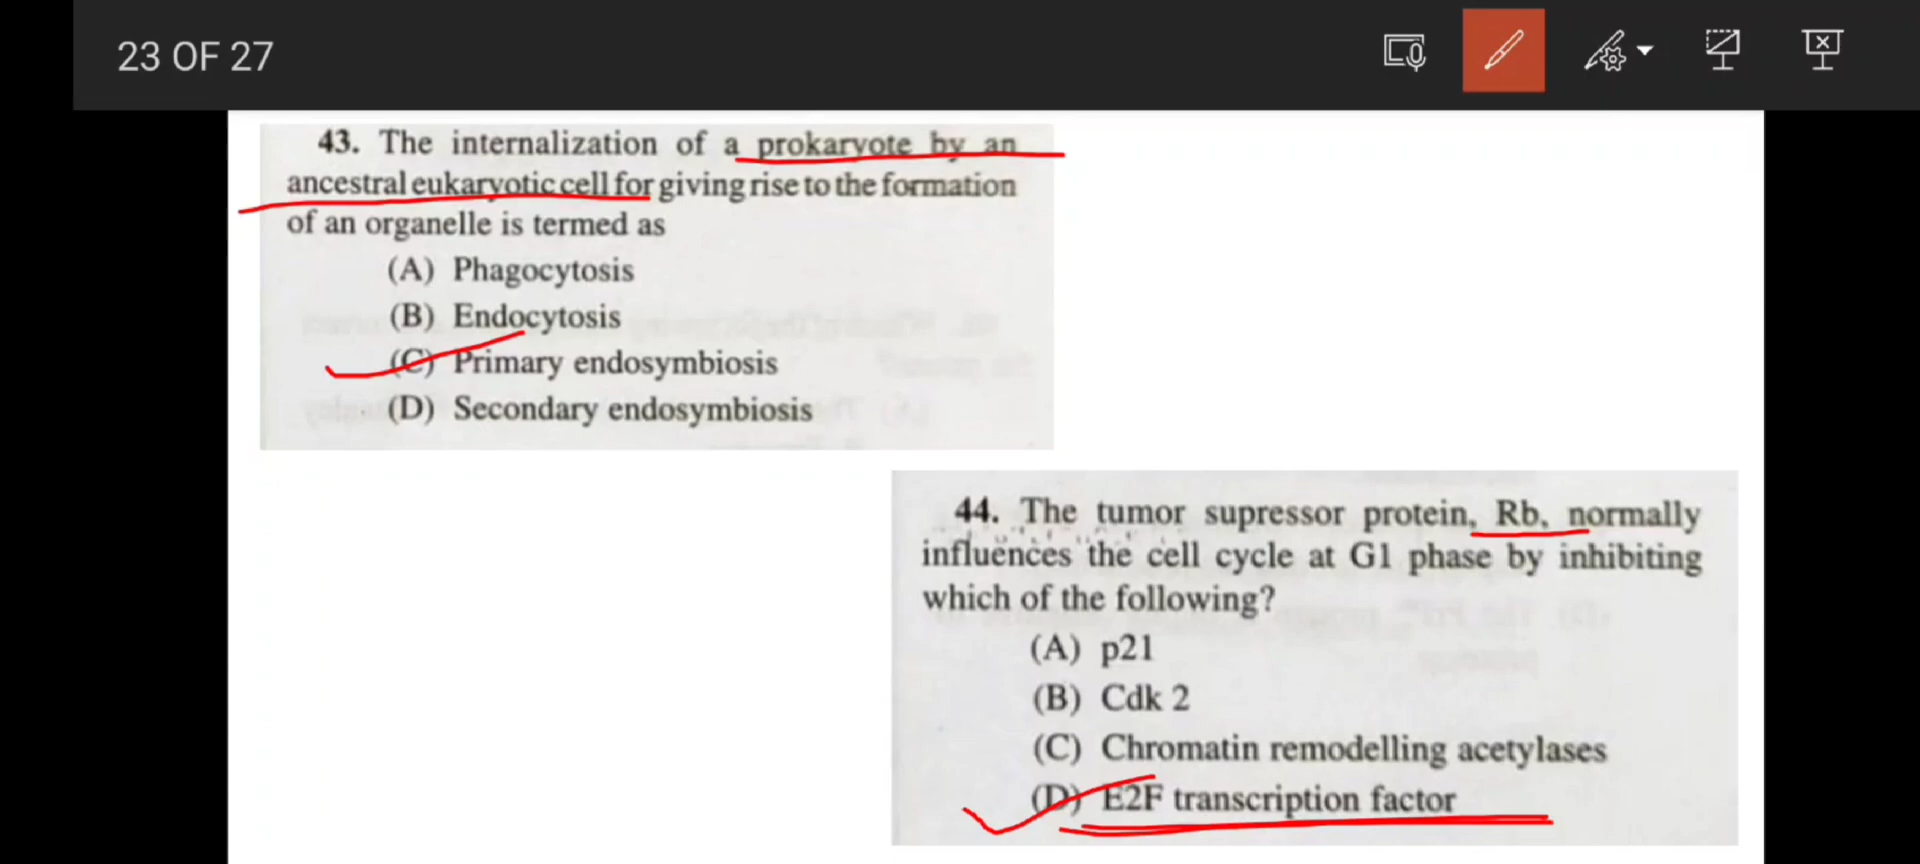 23 OF 27
43. The internalization of a prokaryote by an
ancestral eukaryotic cell for giving rise to the formation
of an organelle is termed as
(A) Phagocytosis
(B) Endocytosis
(C) Primary endosymbiosis
(D) Secondary endosymbiosis
44. The tumor supressor protein, Rb, normally
influences the cell cycle at G1 phase by inhibiting
which of the following?
(A) p21
(B) Cdk 2
(C) Chromatin remodelling acetylases
(D) E2F transcription factor